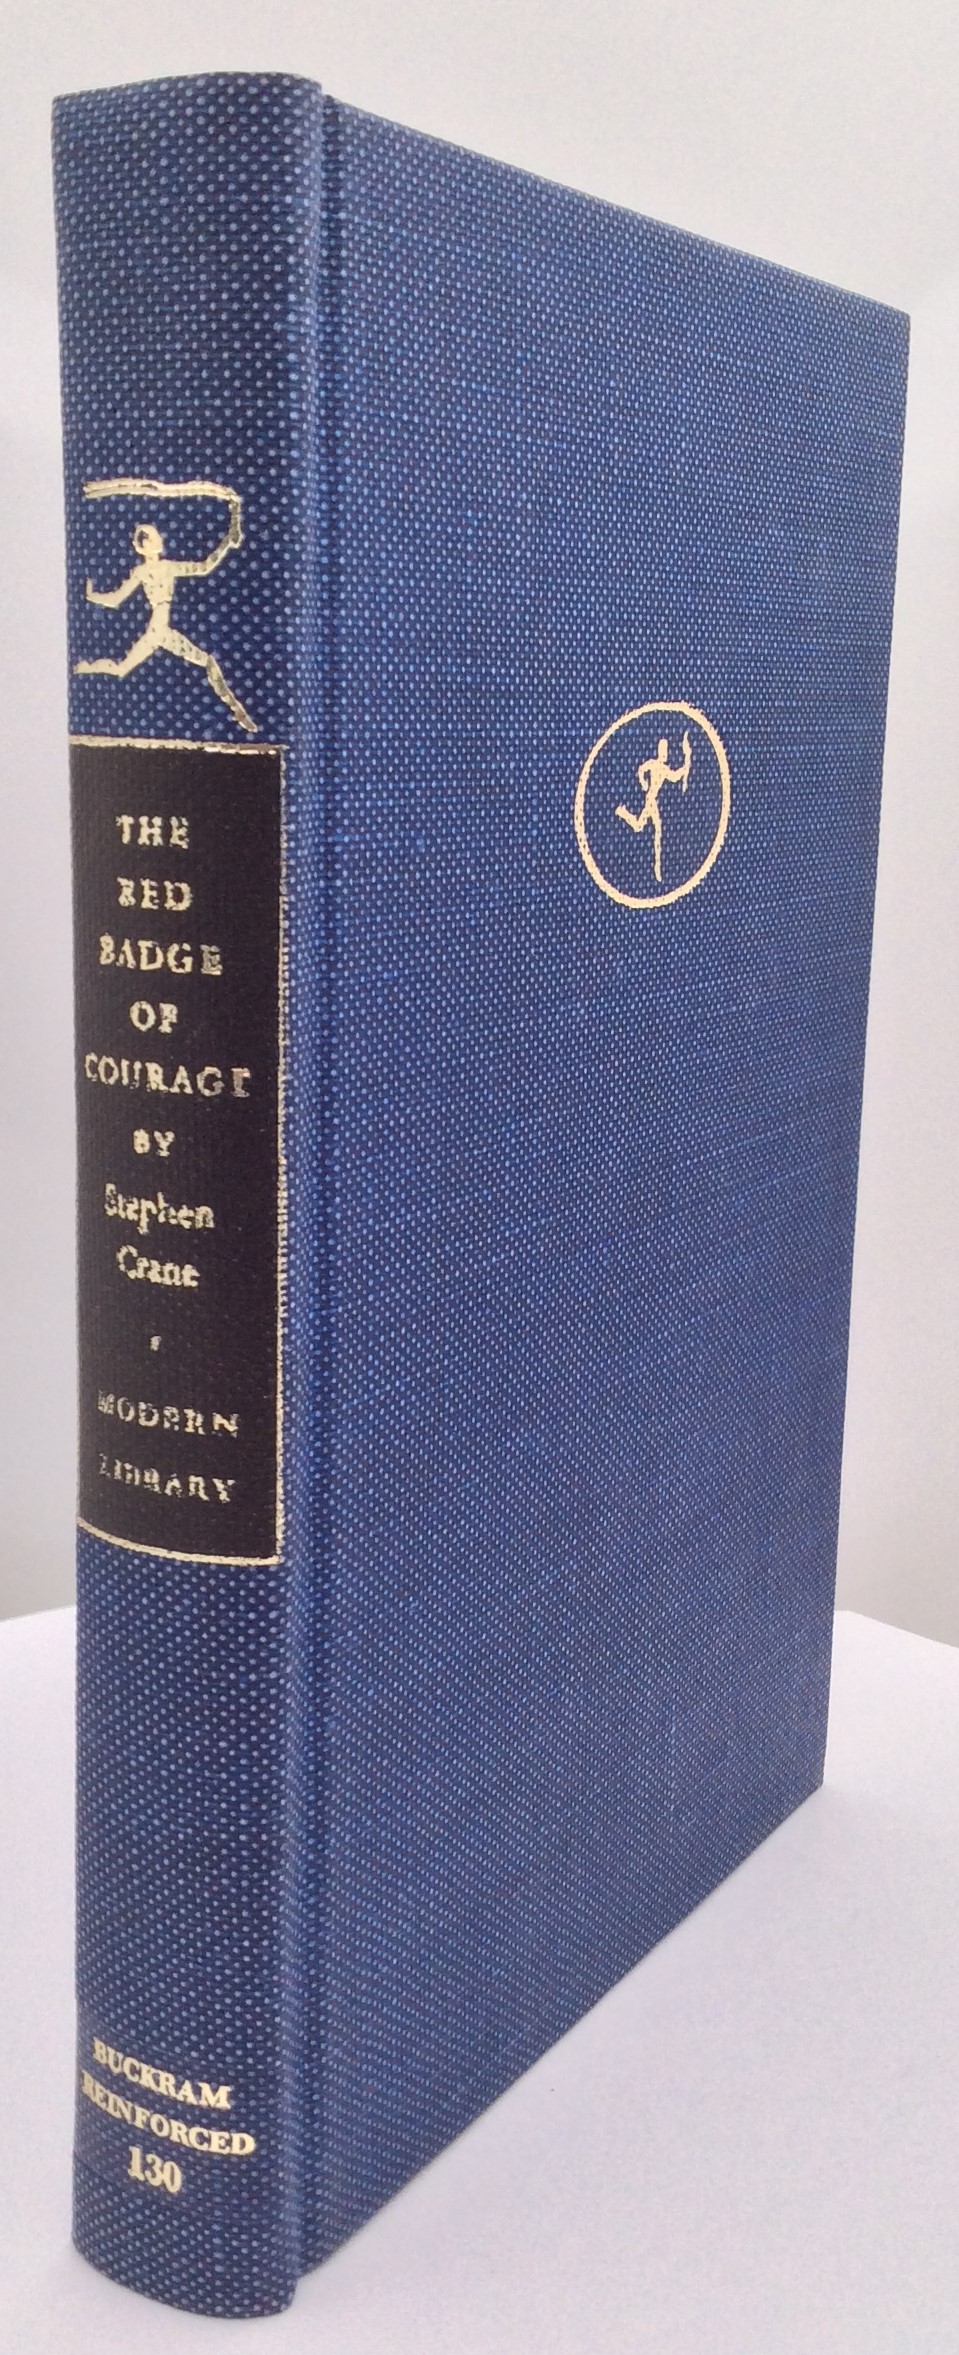 THE
RED
BADGE
OF
COURAGE
BY
Stephen
Crane
MODERN
LIBRARY
BUCKRAM
REINFORCED
130